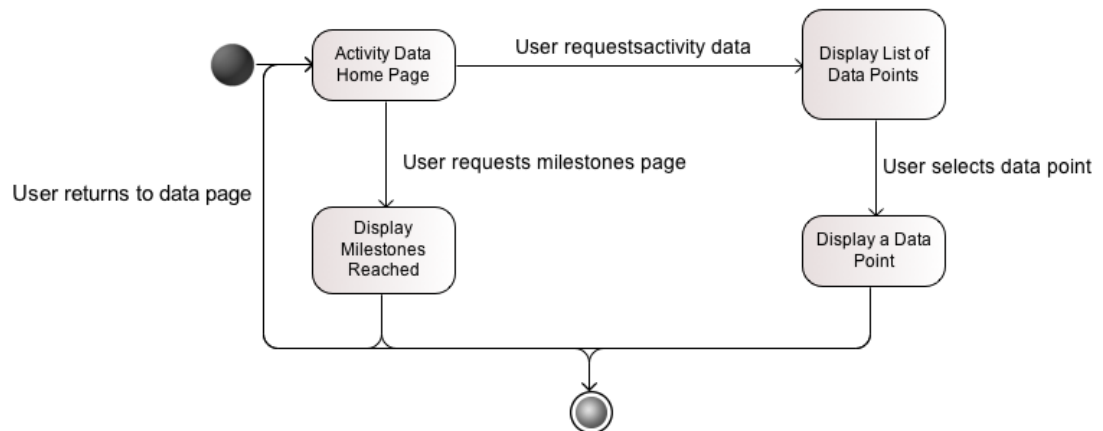 Activity Data
Home Page
User requestsactivity data
Display List of
Data Points
User requests milestones page
User selects data point
User returns to data page
Display
Milestones
Reached
Display a Data
Point